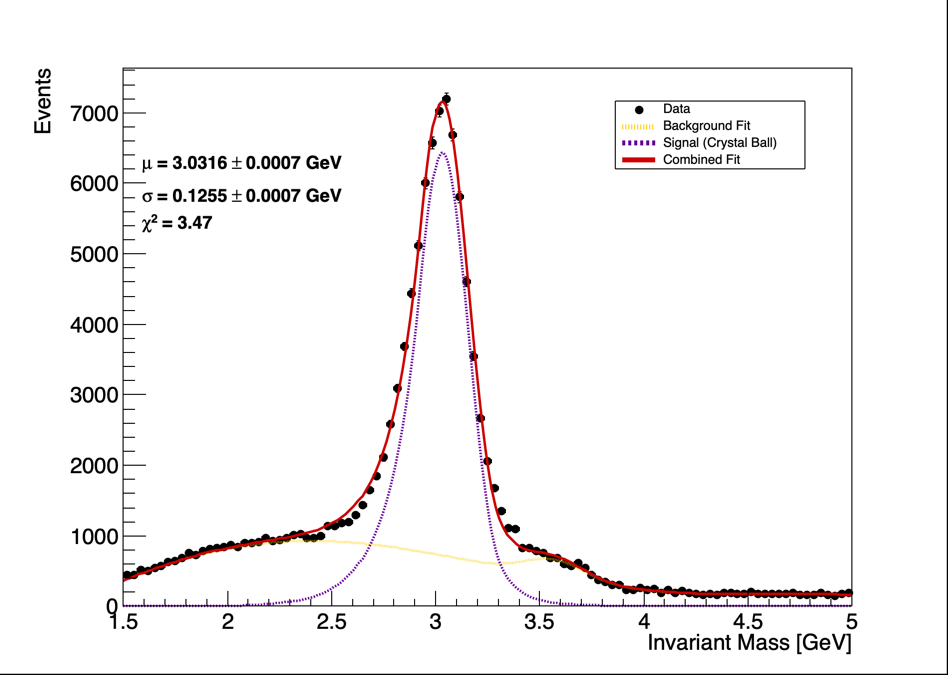 Events
7000
6000
5000
4000
3000
2000
1000
0
μ = 3.0316 ± 0.0007 GeV
σ = 0.1255 ± 0.0007 GeV
χ² = 3.47
Data
Background Fit
Signal (Crystal Ball)
Combined Fit
1.5 2 2.5 3 3.5 4 4.5 5
Invariant Mass [GeV]